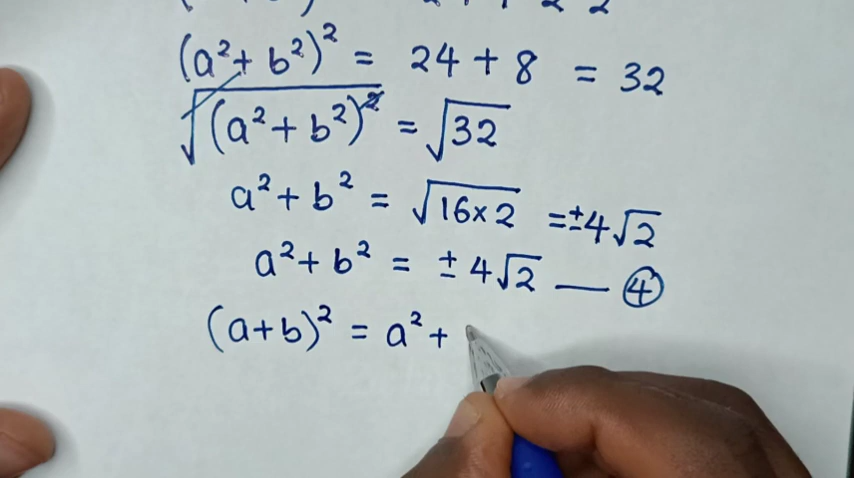 (a² + b²)² = 24 + 8 = 32
√(a² + b²)² = √32
a² + b² = √16×2 = ±4√2
a² + b² = ± 4√2 — ④
(a+b)² = a² +